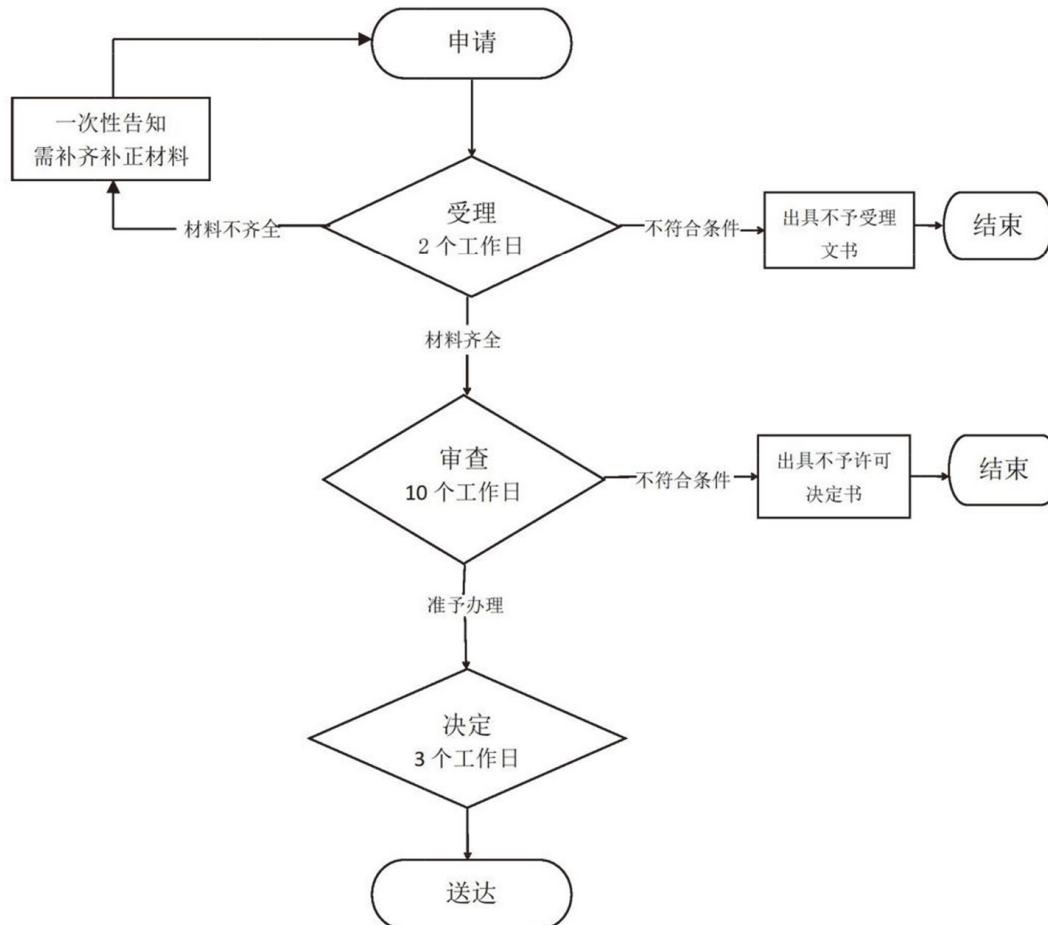 申请
一次性告知
需补齐补正材料
受理
2 个工作日
材料不齐全
不符合条件
出具不予受理
文书
结束
材料齐全
审查
10 个工作日
不符合条件
出具不予许可
决定书
结束
准予办理
决定
3 个工作日
送达